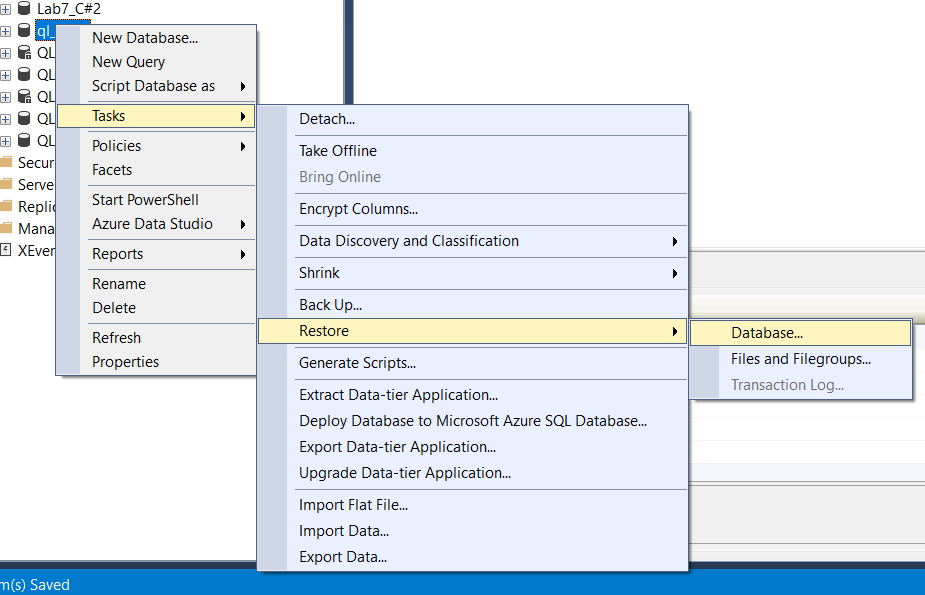 Lab7_C#2
ql_
QL
QL
QL
QL
QL
Secur
Serve
Replic
Mana
XEver
New Database...
New Query
Script Database as
Tasks
Policies
Facets
Start PowerShell
Azure Data Studio
Reports
Rename
Delete
Refresh
Properties
Detach...
Take Offline
Bring Online
Encrypt Columns...
Data Discovery and Classification
Shrink
Back Up...
Restore
Generate Scripts...
Extract Data-tier Application...
Deploy Database to Microsoft Azure SQL Database...
Export Data-tier Application...
Upgrade Data-tier Application...
Import Flat File...
Import Data...
Export Data...
Database...
Files and Filegroups...
Transaction Log...
m(s) Saved